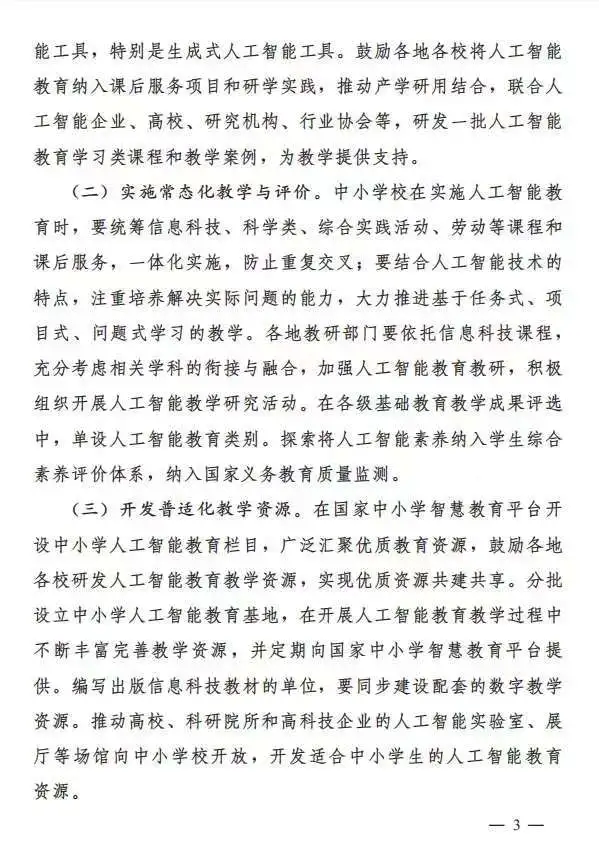 能工具，特别是生成式人工智能工具。鼓励各地各校将人工智能
教育纳入课后服务项目和研学实践，推动产学研用结合，联合人
工智能企业、高校、研究机构、行业协会等，研发一批人工智能
教育学习类课程和教学案例，为教学提供支持。
（二）实施常态化教学与评价。中小学校在实施人工智能教
育时，要统筹信息科技、科学类、综合实践活动、劳动等课程和
课后服务，一体化实施，防止重复交叉；要结合人工智能技术的
特点，注重培养解决实际问题的能力，大力推进基于任务式、项
目式、问题式学习的教学。各地教研部门要依托信息科技课程，
充分考虑相关学科的衔接与融合，加强人工智能教育教研，积极
组织开展人工智能教学研究活动。在各级基础教育教学成果评选
中，单设人工智能教育类别。探索将人工智能素养纳入学生综合
素养评价体系，纳入国家义务教育质量监测。
（三）开发普适化教学资源。在国家中小学智慧教育平台开
设中小学人工智能教育栏目，广泛汇聚优质教育资源，鼓励各地
各校研发人工智能教育教学资源，实现优质资源共建共享。分批
设立中小学人工智能教育基地，在开展人工智能教育教学过程中
不断丰富完善教学资源，并定期向国家中小学智慧教育平台提
供。编写出版信息科技教材的单位，要同步建设配套的数字教学
资源。推动高校、科研院所和高科技企业的人工智能实验室、展
厅等场馆向中小学校开放，开发适合中小学生的人工智能教育
资源。
— 3 —